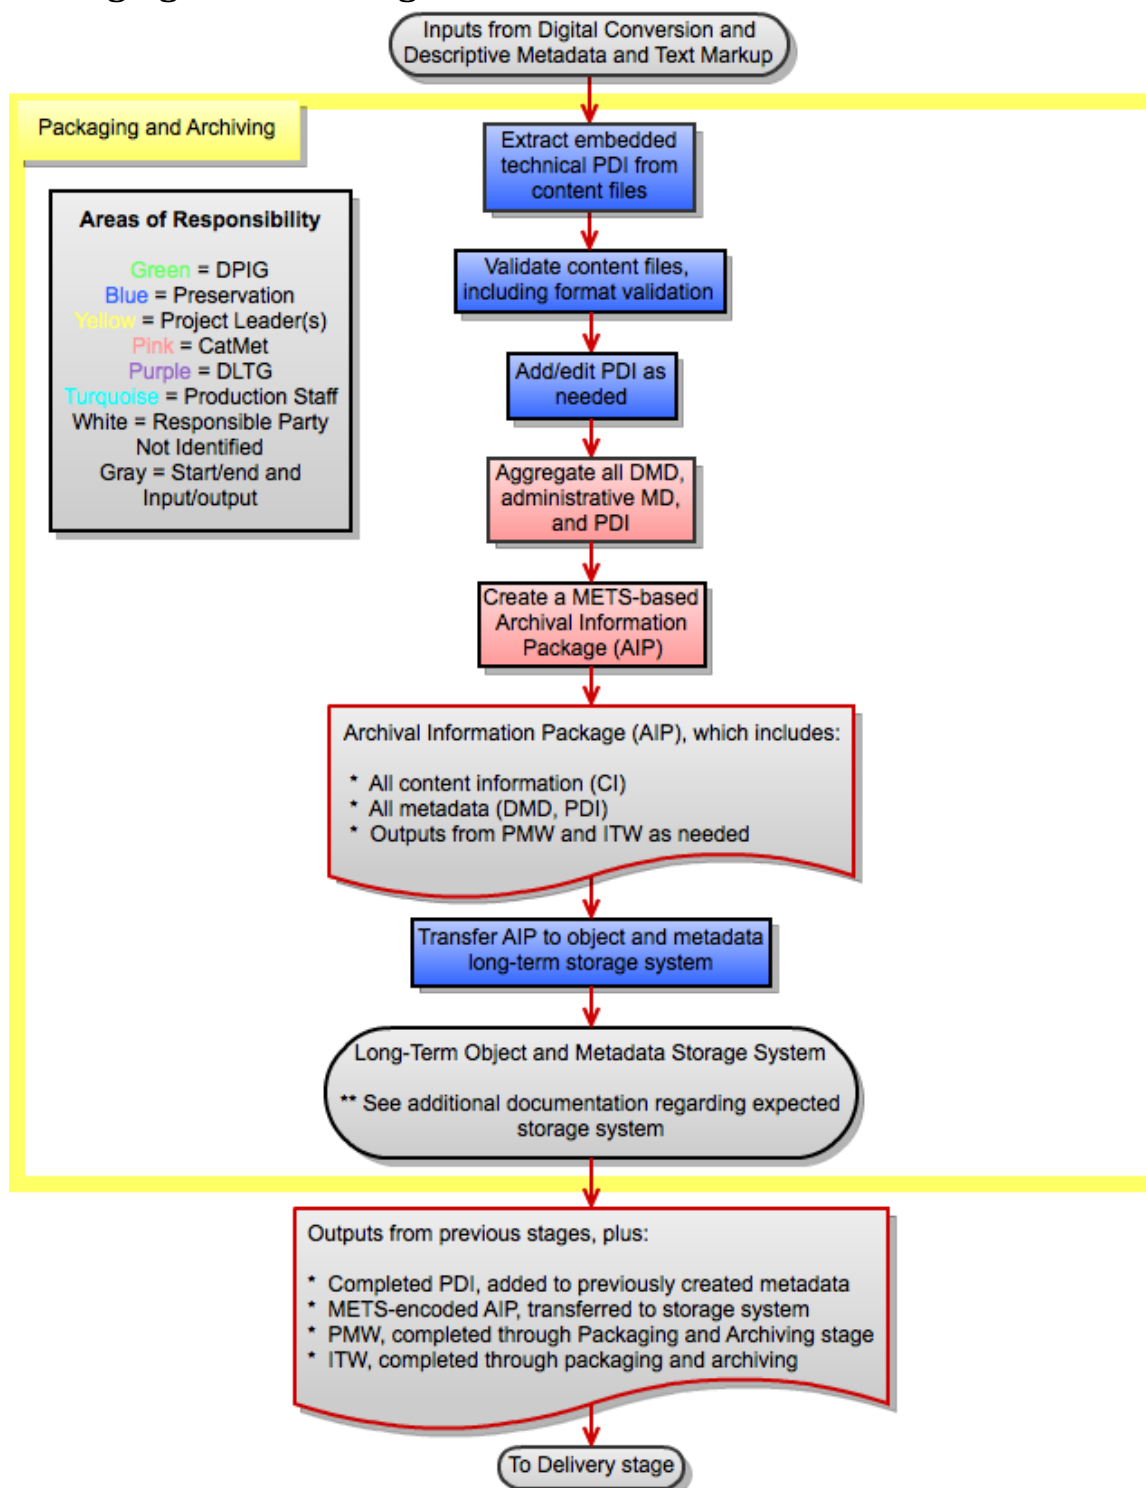 Inputs from Digital Conversion and
Descriptive Metadata and Text Markup
Packaging and Archiving
Extract embedded
technical PDI from
content files
Areas of Responsibility
Green = DPIG
Blue = Preservation
Yellow = Project Leader(s)
Pink = CatMet
Purple = DLTG
Turquoise = Production Staff
White = Responsible Party
Not Identified
Gray = Start/end and
Input/output
Validate content files,
including format validation
Add/edit PDI as
needed
Aggregate all DMD,
administrative MD,
and PDI
Create a METS-based
Archival Information
Package (AIP)
Archival Information Package (AIP), which includes:
* All content information (CI)
* All metadata (DMD, PDI)
* Outputs from PMW and ITW as needed
Transfer AIP to object and metadata
long-term storage system
Long-Term Object and Metadata Storage System
** See additional documentation regarding expected
storage system
Outputs from previous stages, plus:
* Completed PDI, added to previously created metadata
* METS-encoded AIP, transferred to storage system
* PMW, completed through Packaging and Archiving stage
* ITW, completed through packaging and archiving
To Delivery stage